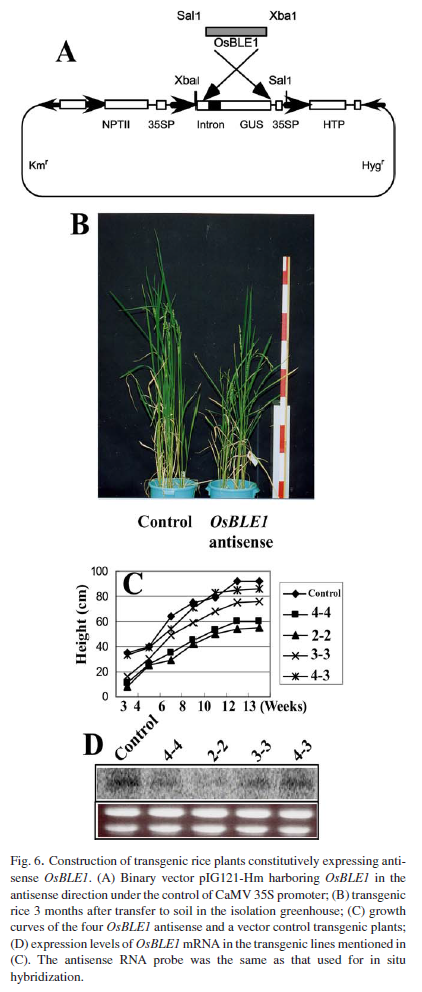 Sal1 Xba1
OsBLE1
A
XbaI Sal1
NPTII 35SP Intron GUS 35SP HTP
Kmr Hygr
B
Control OsBLE1
antisense
C
Height (cm)
100
80
60
40
20
0
3 4 6 8 9 10 11 12 13 (Weeks)
Control
4-4
2-2
3-3
4-3
D
Control 4-4 2-2 3-3 4-3
Fig. 6. Construction of transgenic rice plants constitutively expressing anti-
sense OsBLE1. (A) Binary vector pIG121-Hm harboring OsBLE1 in the
antisense direction under the control of CaMV 35S promoter; (B) transgenic
rice 3 months after transfer to soil in the isolation greenhouse; (C) growth
curves of the four OsBLE1 antisense and a vector control transgenic plants;
(D) expression levels of OsBLE1 mRNA in the transgenic lines mentioned in
(C). The antisense RNA probe was the same as that used for in situ
hybridization.